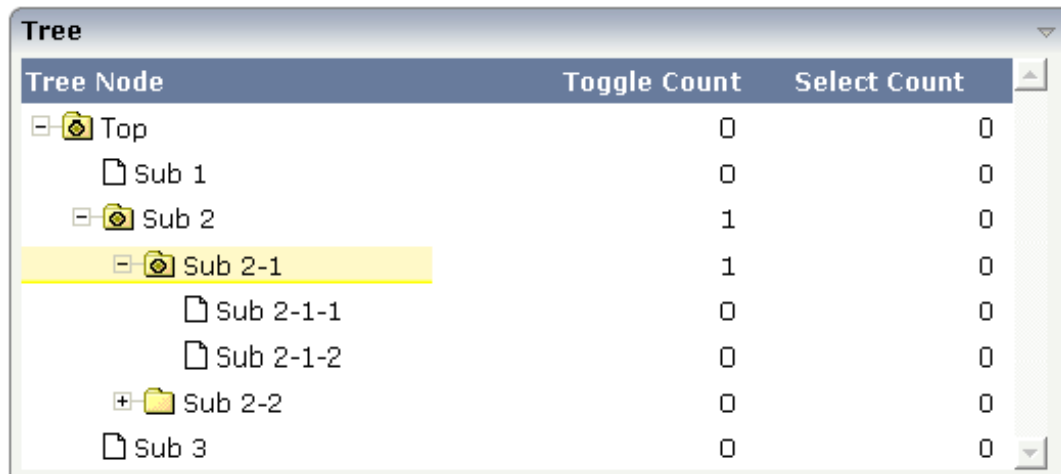 Tree
Tree Node Toggle Count Select Count
Top 0 0
Sub 1 0 0
Sub 2 1 0
Sub 2-1 1 0
Sub 2-1-1 0 0
Sub 2-1-2 0 0
Sub 2-2 0 0
Sub 3 0 0